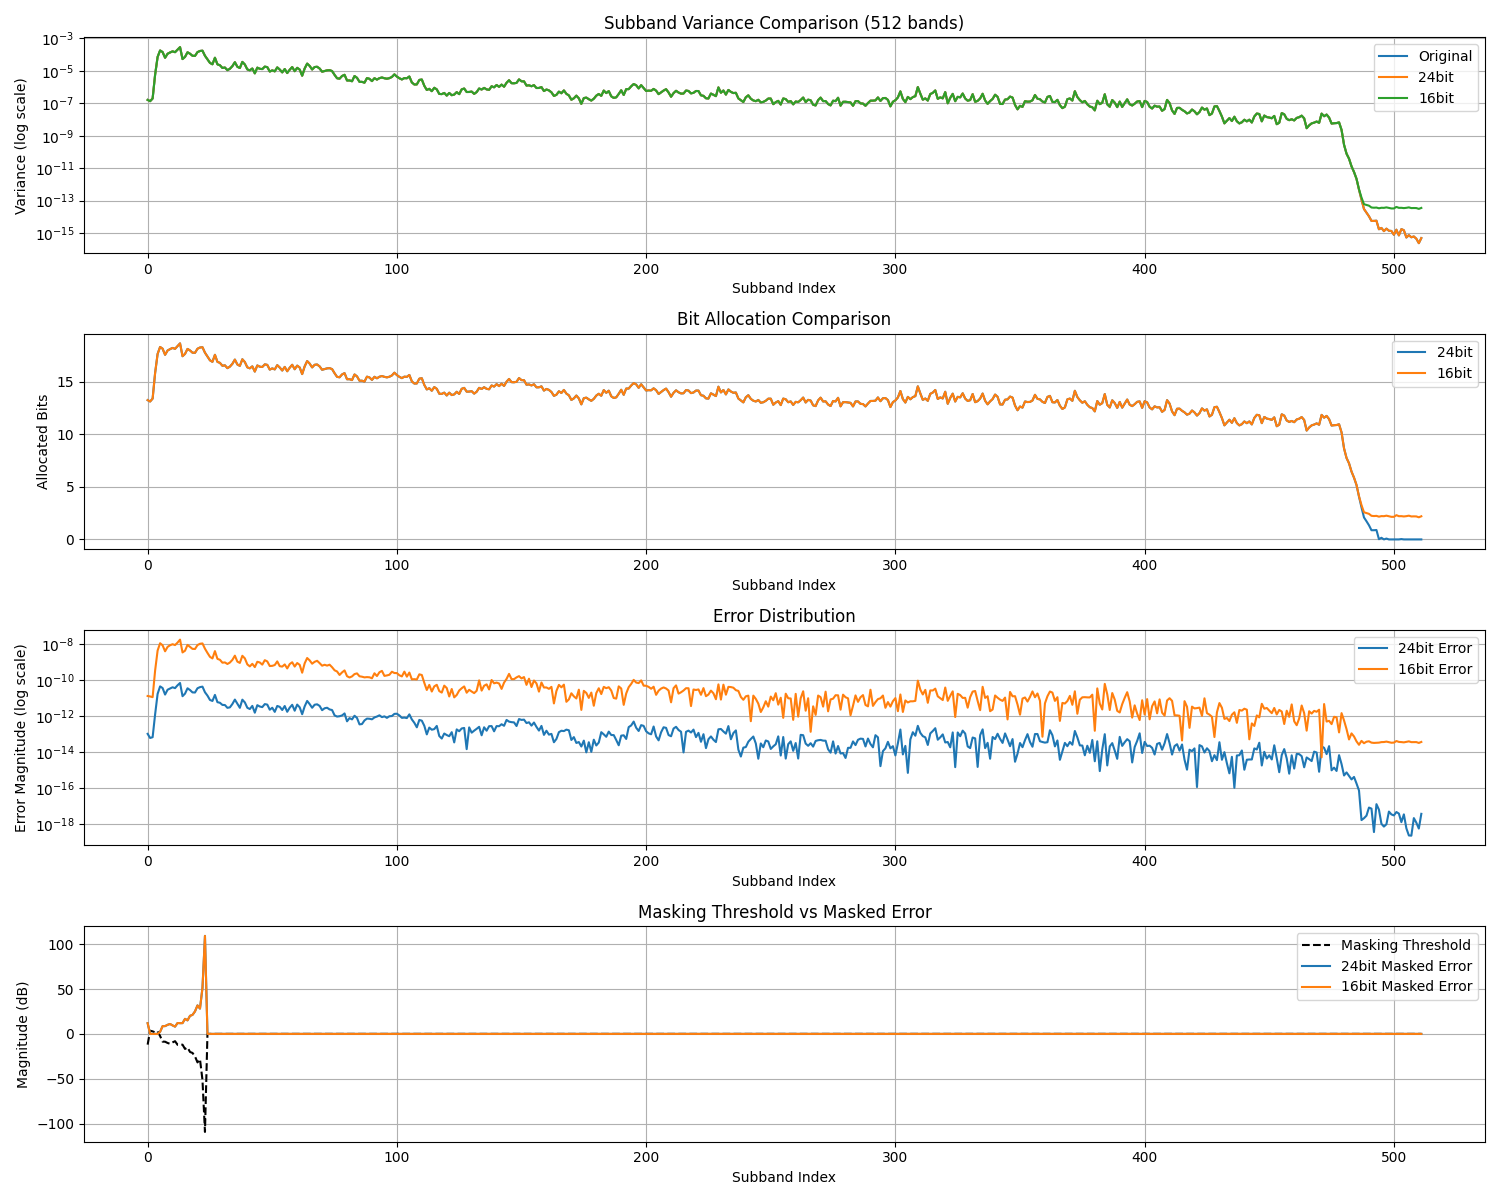 Subband Variance Comparison (512 bands)
Variance (log scale)
10⁻³
10⁻⁵
10⁻⁷
10⁻⁹
10⁻¹¹
10⁻¹³
10⁻¹⁵
Original
24bit
16bit
0 100 200 300 400 500
Subband Index
Bit Allocation Comparison
Allocated Bits
15
10
5
0
24bit
16bit
0 100 200 300 400 500
Subband Index
Error Distribution
Error Magnitude (log scale)
10⁻⁸
10⁻¹⁰
10⁻¹²
10⁻¹⁴
10⁻¹⁶
10⁻¹⁸
24bit Error
16bit Error
0 100 200 300 400 500
Subband Index
Masking Threshold vs Masked Error
Magnitude (dB)
100
50
0
−50
−100
Masking Threshold
24bit Masked Error
16bit Masked Error
0 100 200 300 400 500
Subband Index